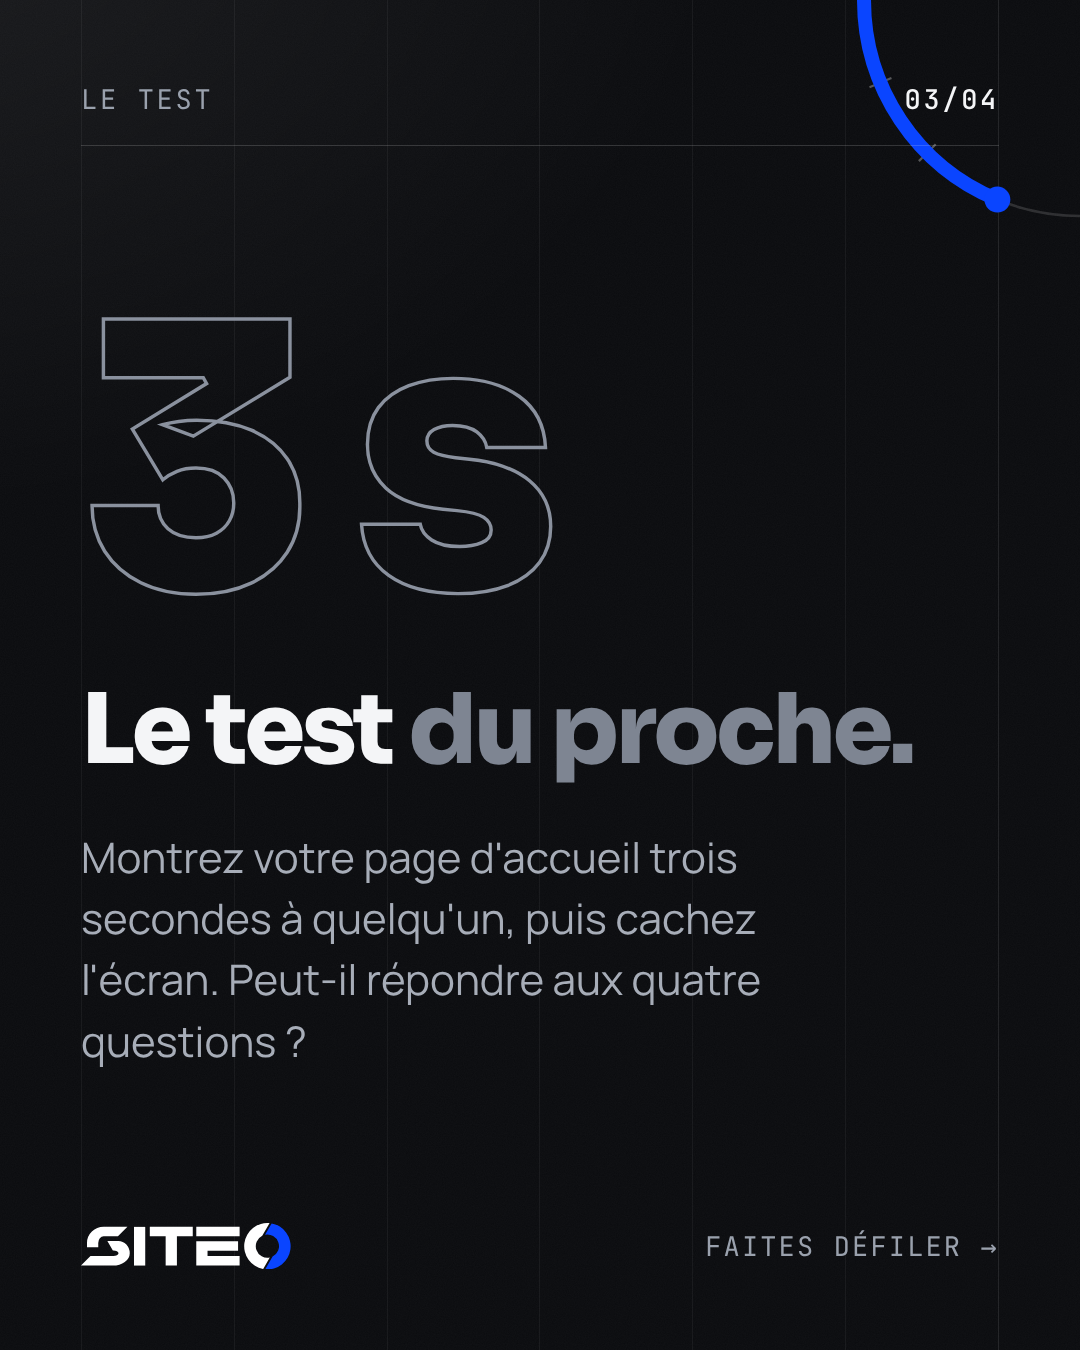 LE TEST
03/04
3 s
Le test du proche.
Montrez votre page d'accueil trois
secondes à quelqu'un, puis cachez
l'écran. Peut-il répondre aux quatre
questions ?
SITEO
FAITES DÉFILER →